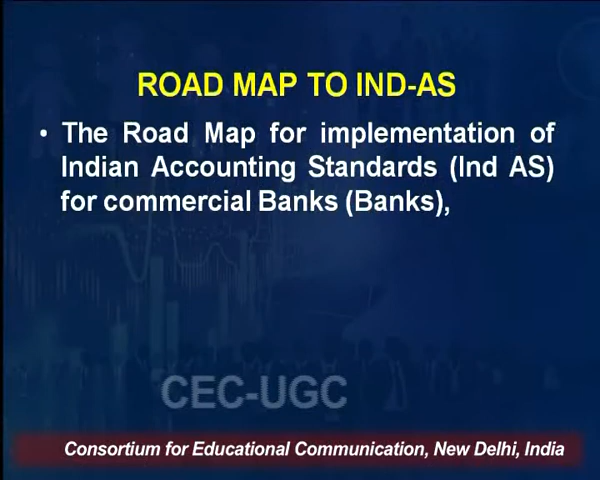 ROAD MAP TO IND-AS
• The Road Map for implementation of
Indian Accounting Standards (Ind AS)
for commercial Banks (Banks),
CEC-UGC
Consortium for Educational Communication, New Delhi, India